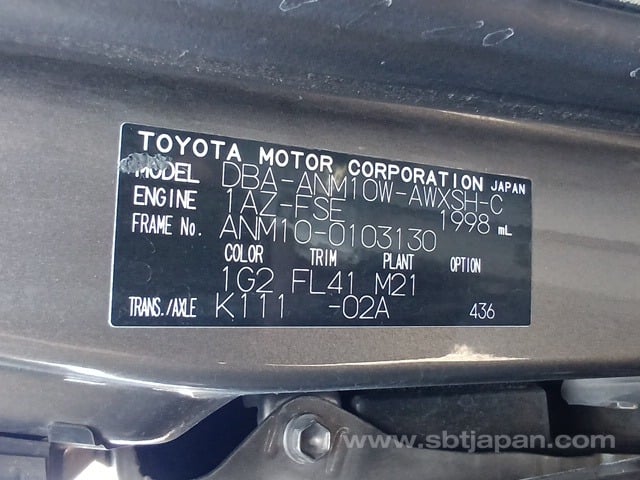 TOYOTA MOTOR CORPORATION JAPAN
MODEL DBA-ANM10W-AWXSH-C
ENGINE 1AZ-FSE 1998 mL
FRAME No. ANM10-0103130
COLOR TRIM PLANT OPTION
1G2 FL41 M21
TRANS./AXLE K111 -02A 436
www.sbtjapan.com